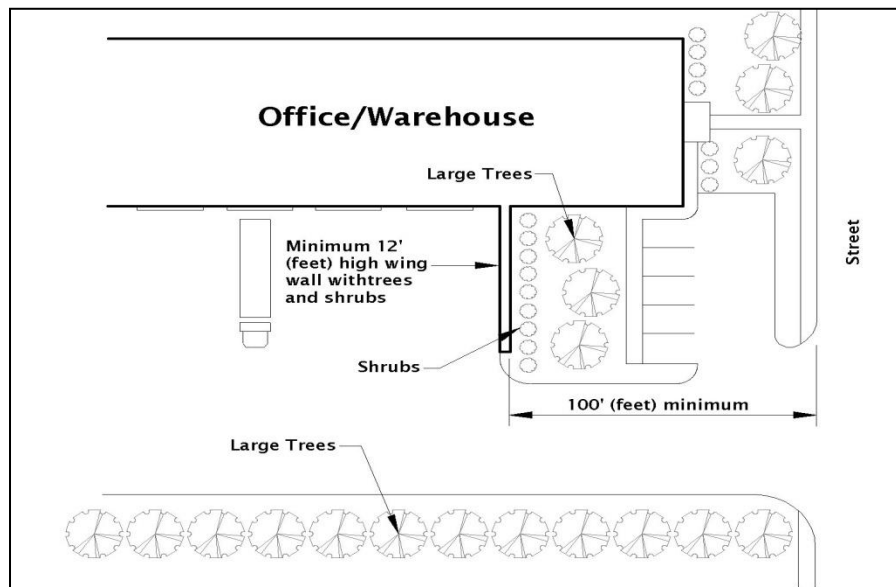 Office/Warehouse
Large Trees
Minimum 12'
(feet) high wing
wall withtrees
and shrubs
Street
Shrubs
100' (feet) minimum
Large Trees